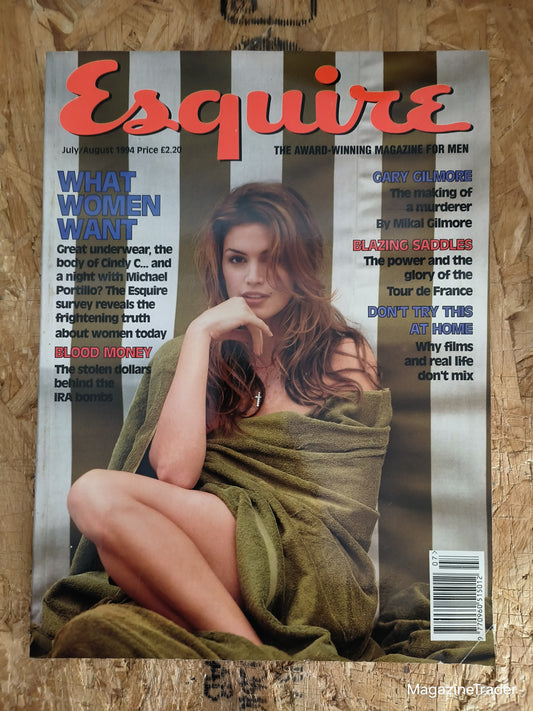 Esquire
July/August 1994 Price £2.20
THE AWARD-WINNING MAGAZINE FOR MEN
WHAT
WOMEN
WANT
Great underwear, the
body of Cindy C... and
a night with Michael
Portillo? The Esquire
survey reveals the
frightening truth
about women today
BLOOD MONEY
The stolen dollars
behind the
IRA bombs
GARY GILMORE
The making of
a murderer
By Mikal Gilmore
BLAZING SADDLES
The power and the
glory of the
Tour de France
DON'T TRY THIS
AT HOME
Why films
and real life
don't mix
07>
9 770960 515012
MagazineTrader